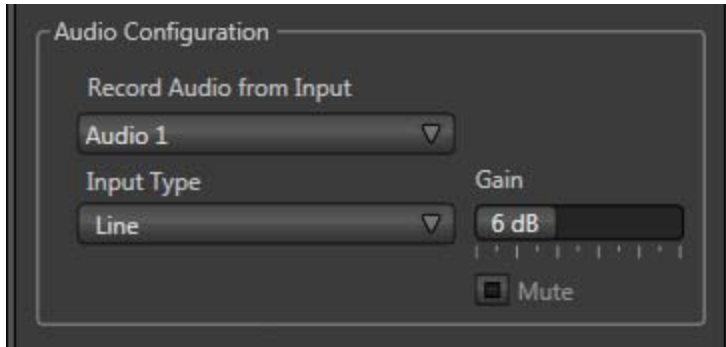 Audio Configuration
Record Audio from Input
Audio 1
Input Type
Gain
Line
6 dB
Mute